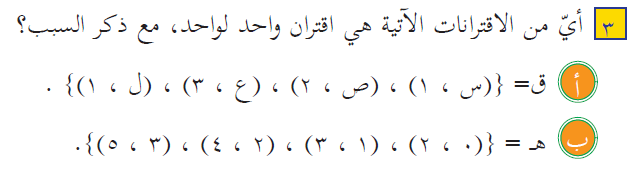 ٣ أيّ من الاقترانات الآتية هي اقتران واحد لواحد، مع ذكر السبب؟
أ ق= {(س ، ١) ، (ص ، ٢) ، (ع ، ٣) ، (ل ، ١)} .
ب هـ = {(٠ ، ٢) ، (١ ، ٣) ، (٢ ، ٤) ، (٣ ، ٥)}.